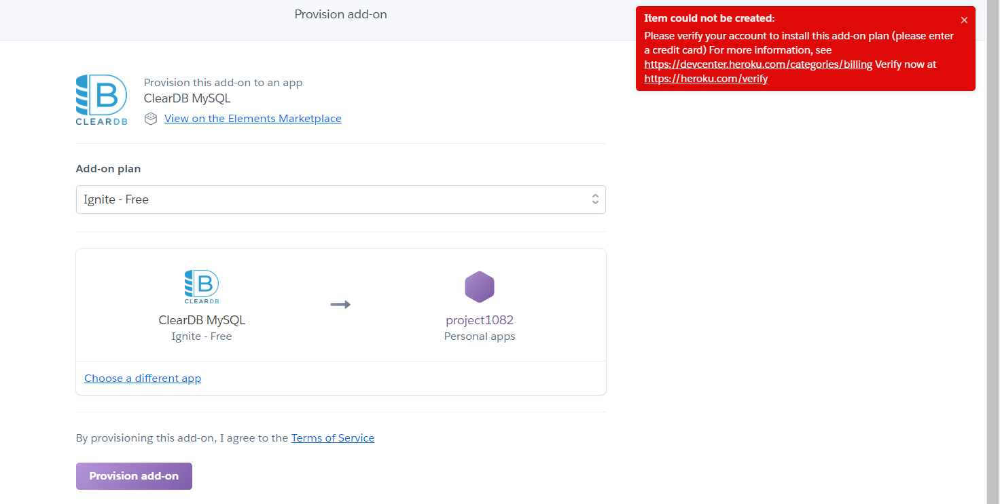 Provision add-on
Item could not be created:
Please verify your account to install this add-on plan (please enter
a credit card) For more information, see
https://devcenter.heroku.com/categories/billing Verify now at
https://heroku.com/verify
B
CLEARDB
Provision this add-on to an app
ClearDB MySQL
View on the Elements Marketplace
Add-on plan
Ignite - Free
B
CLEARDB
ClearDB MySQL
Ignite - Free
project1082
Personal apps
Choose a different app
By provisioning this add-on, I agree to the Terms of Service
Provision add-on